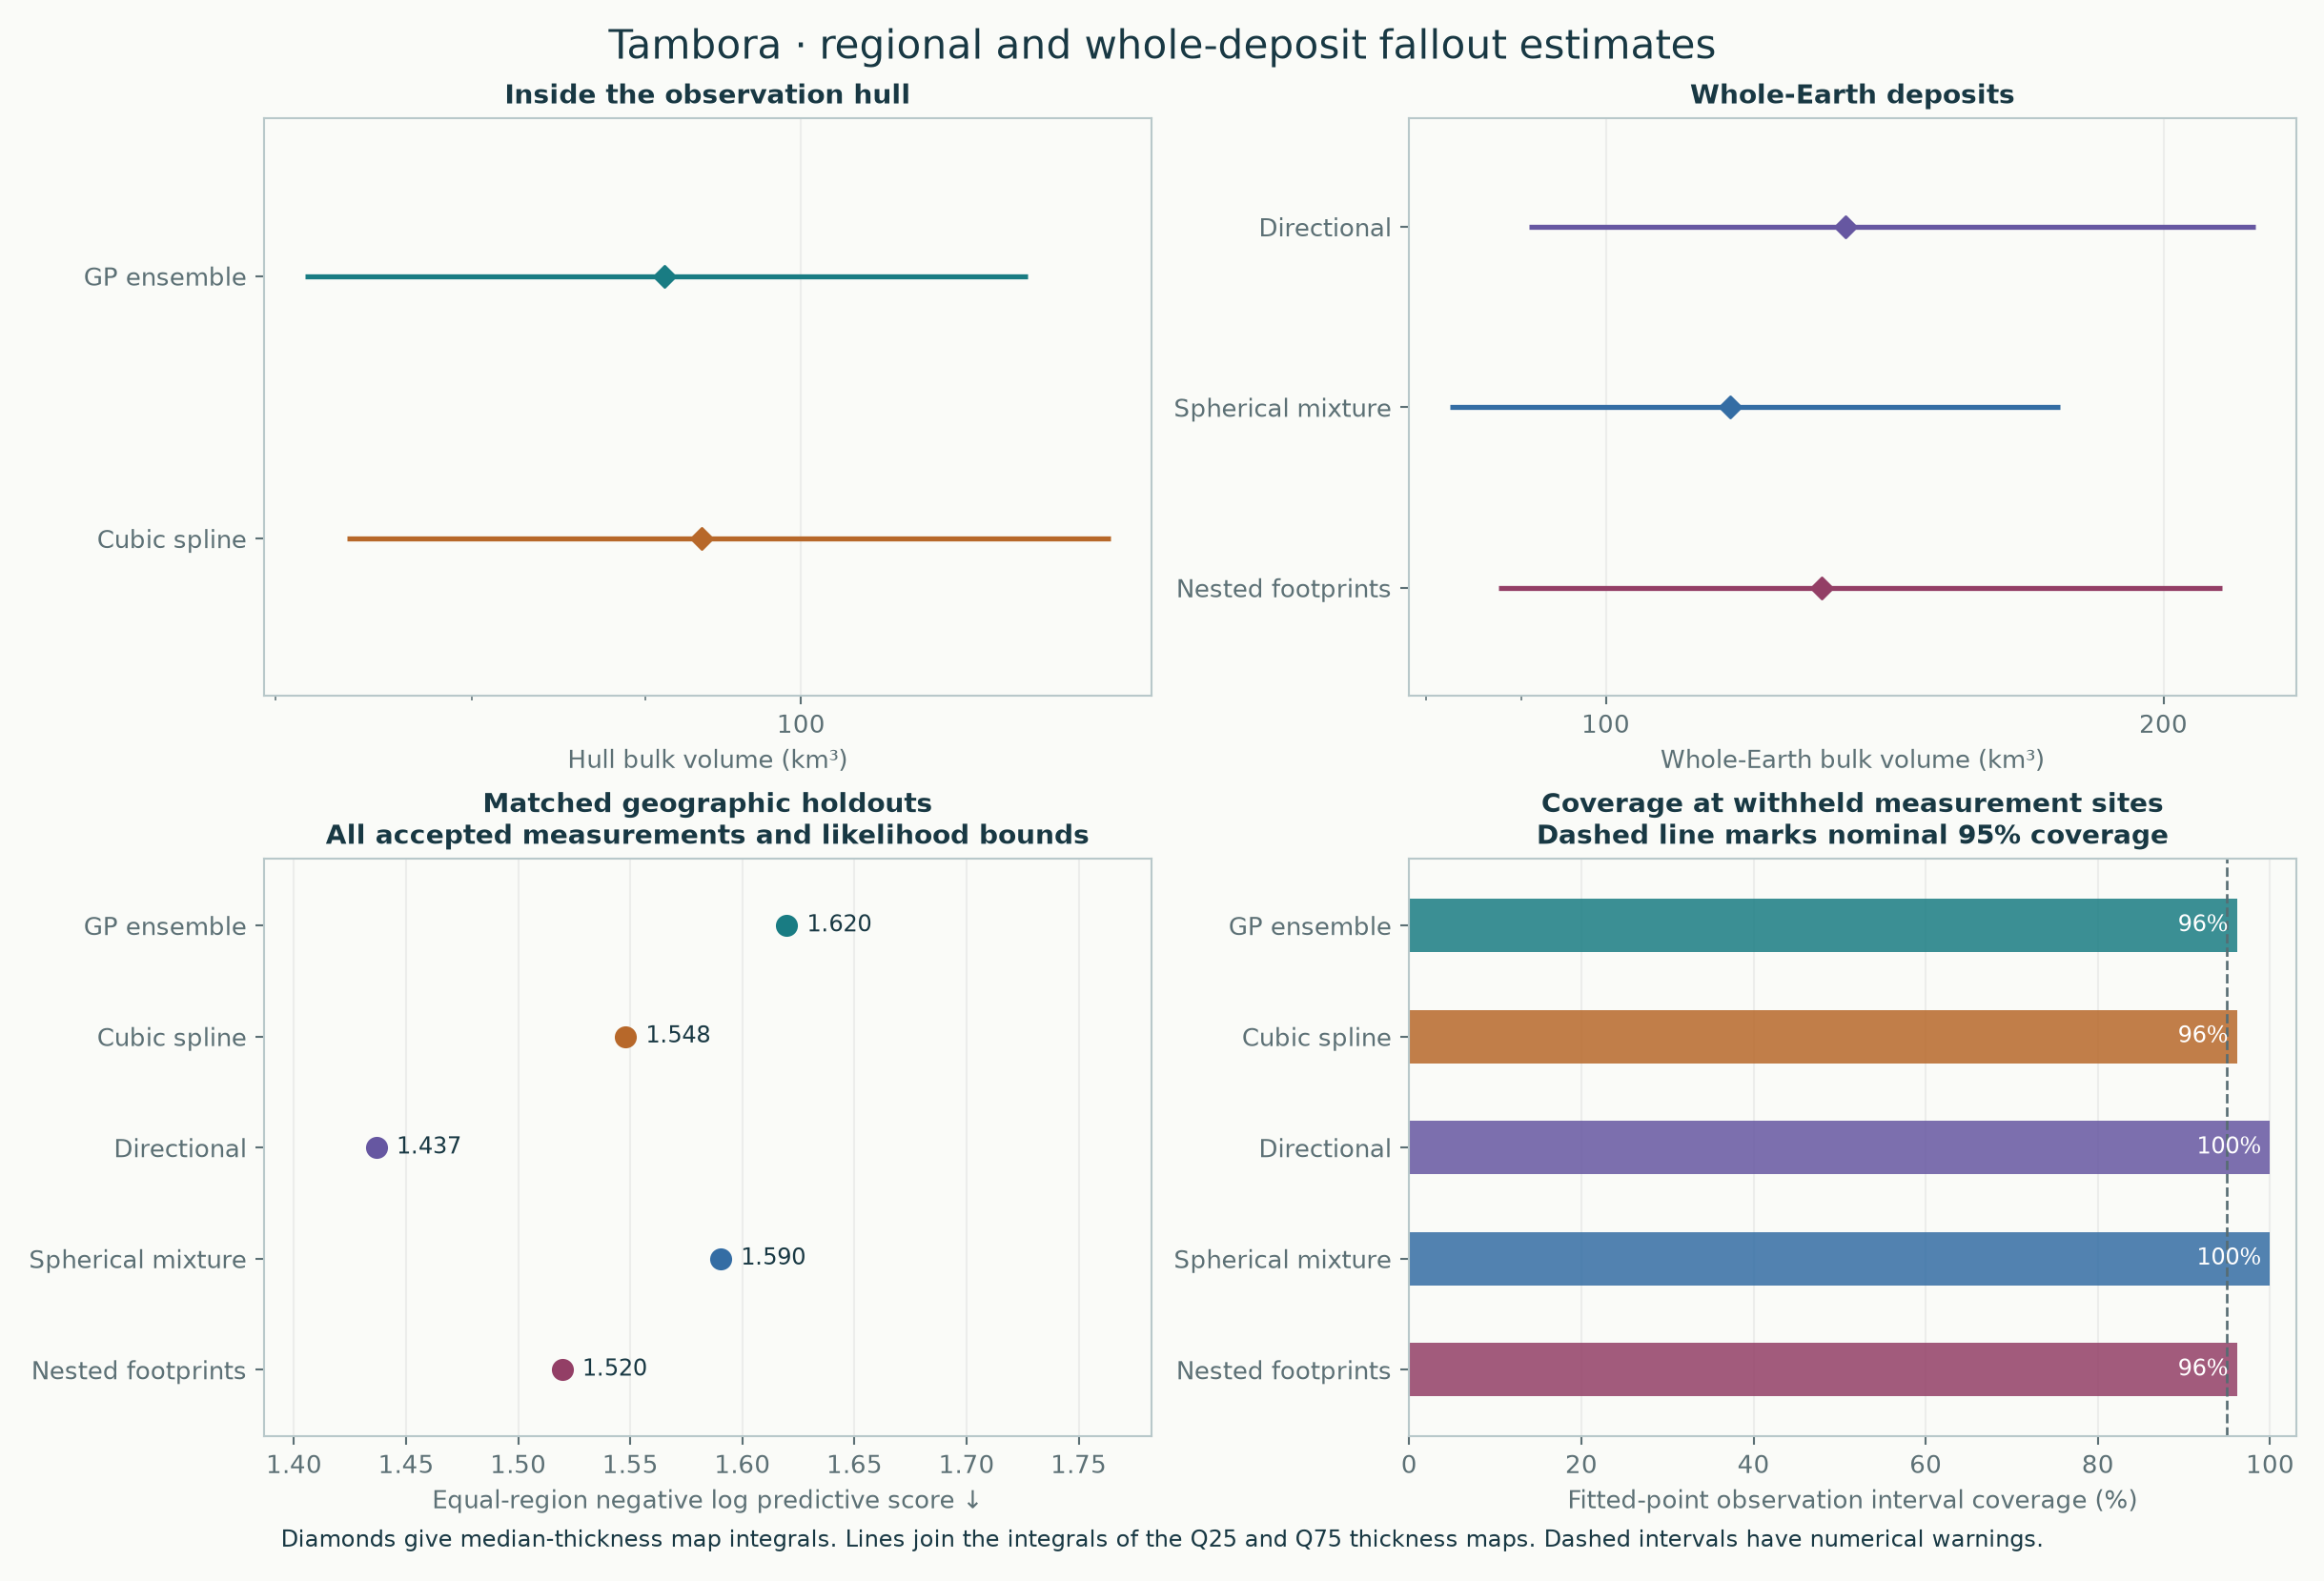 Tambora · regional and whole-deposit fallout estimates
Inside the observation hull
GP ensemble
Cubic spline
100
Hull bulk volume (km³)
Whole-Earth deposits
Directional
Spherical mixture
Nested footprints
100 200
Whole-Earth bulk volume (km³)
Matched geographic holdouts
All accepted measurements and likelihood bounds
GP ensemble 1.620
Cubic spline 1.548
Directional 1.437
Spherical mixture 1.590
Nested footprints 1.520
1.40 1.45 1.50 1.55 1.60 1.65 1.70 1.75
Equal-region negative log predictive score ↓
Coverage at withheld measurement sites
Dashed line marks nominal 95% coverage
GP ensemble 96%
Cubic spline 96%
Directional 100%
Spherical mixture 100%
Nested footprints 96%
0 20 40 60 80 100
Fitted-point observation interval coverage (%)
Diamonds give median-thickness map integrals. Lines join the integrals of the Q25 and Q75 thickness maps. Dashed intervals have numerical warnings.